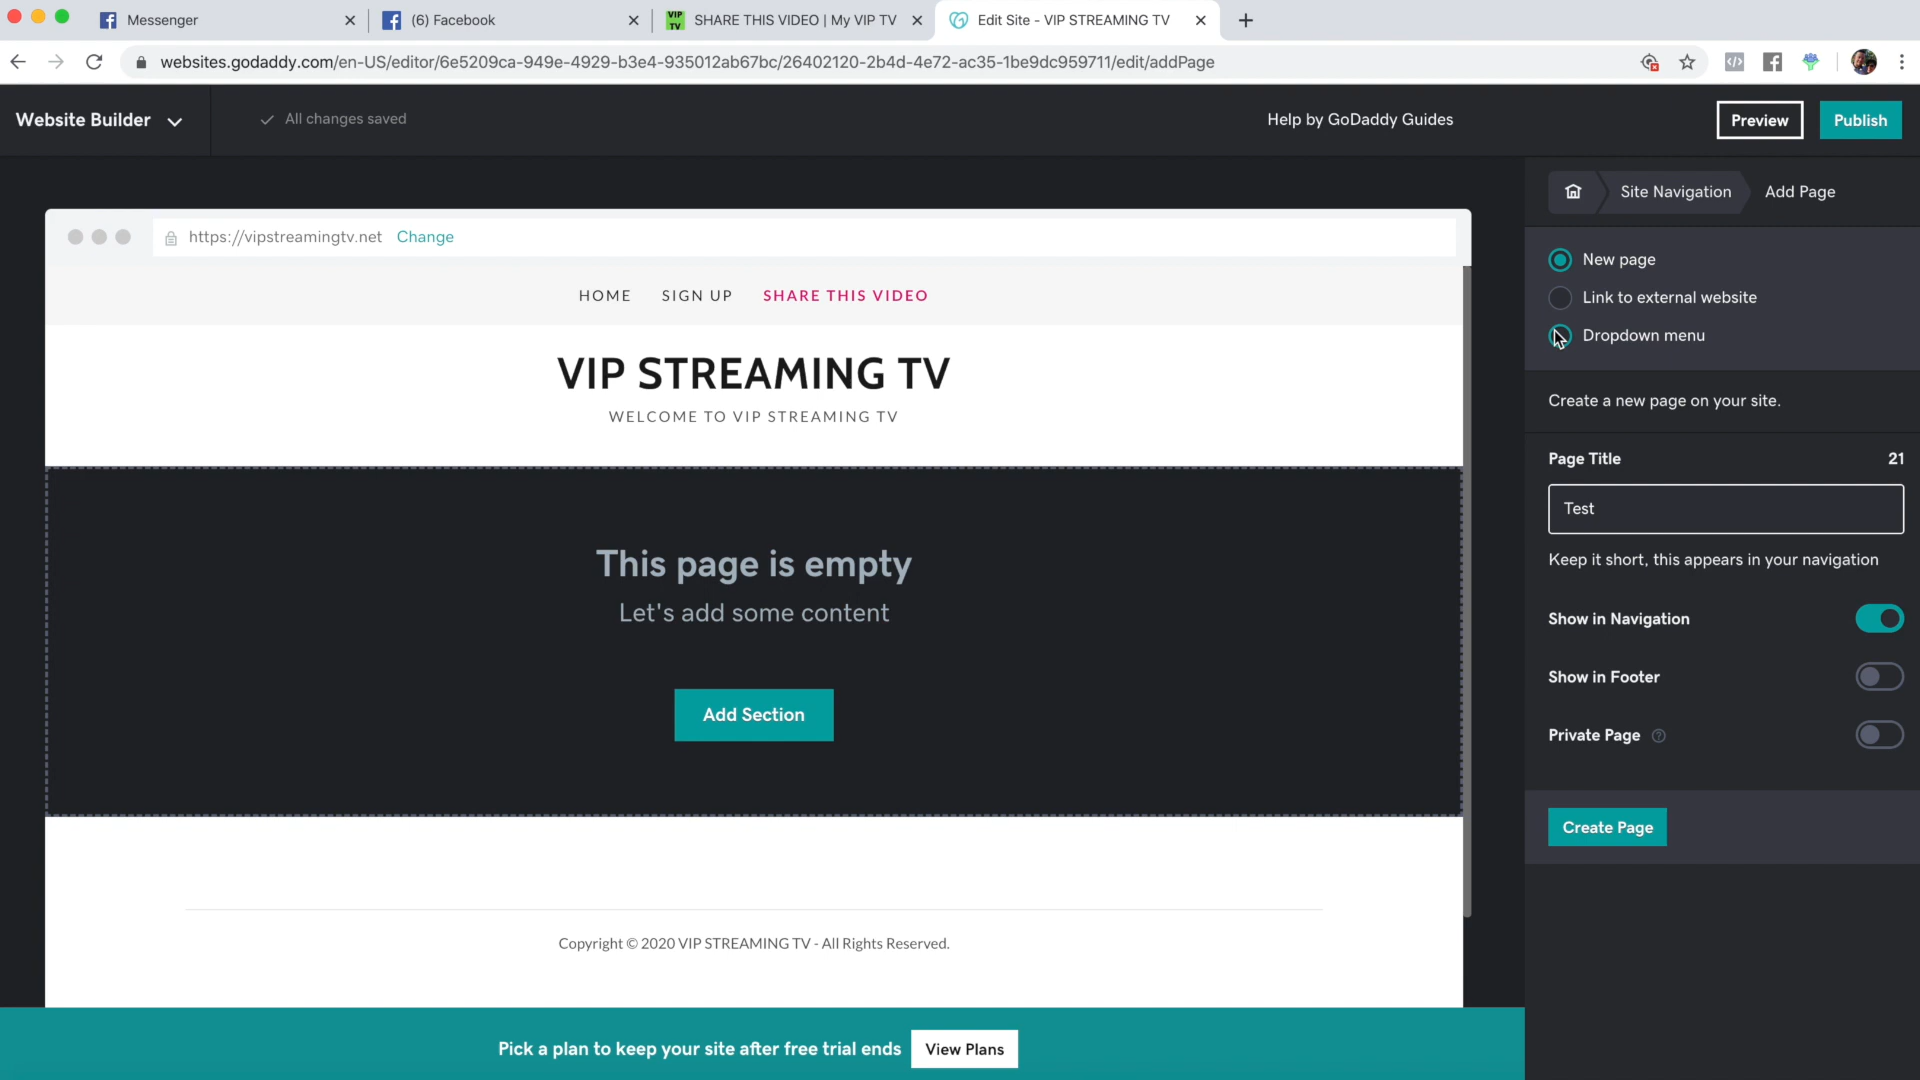 Messenger
(6) Facebook
VIP TV
SHARE THIS VIDEO | My VIP TV
Edit Site - VIP STREAMING TV
websites.godaddy.com/en-US/editor/6e5209ca-949e-4929-b3e4-935012ab67bc/26402120-2b4d-4e72-ac35-1be9dc959711/edit/addPage
Website Builder
All changes saved
Help by GoDaddy Guides
Preview
Publish
Site Navigation
Add Page
https://vipstreamingtv.net Change
HOME SIGN UP SHARE THIS VIDEO
VIP STREAMING TV
WELCOME TO VIP STREAMING TV
This page is empty
Let's add some content
Add Section
Copyright © 2020 VIP STREAMING TV - All Rights Reserved.
New page
Link to external website
Dropdown menu
Create a new page on your site.
Page Title 21
Test
Keep it short, this appears in your navigation
Show in Navigation
Show in Footer
Private Page ?
Create Page
Pick a plan to keep your site after free trial ends View Plans